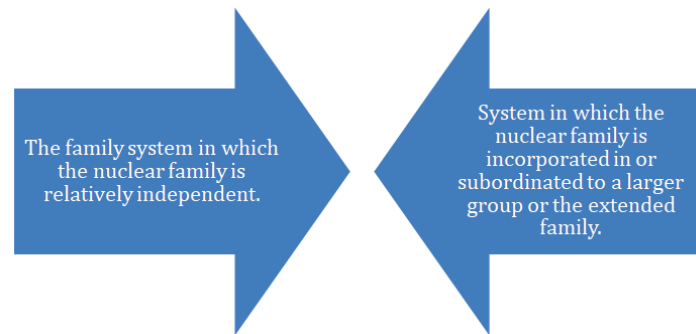 The family system in which
the nuclear family is
relatively independent.
System in which the
nuclear family is
incorporated in or
subordinated to a larger
group or the extended
family.